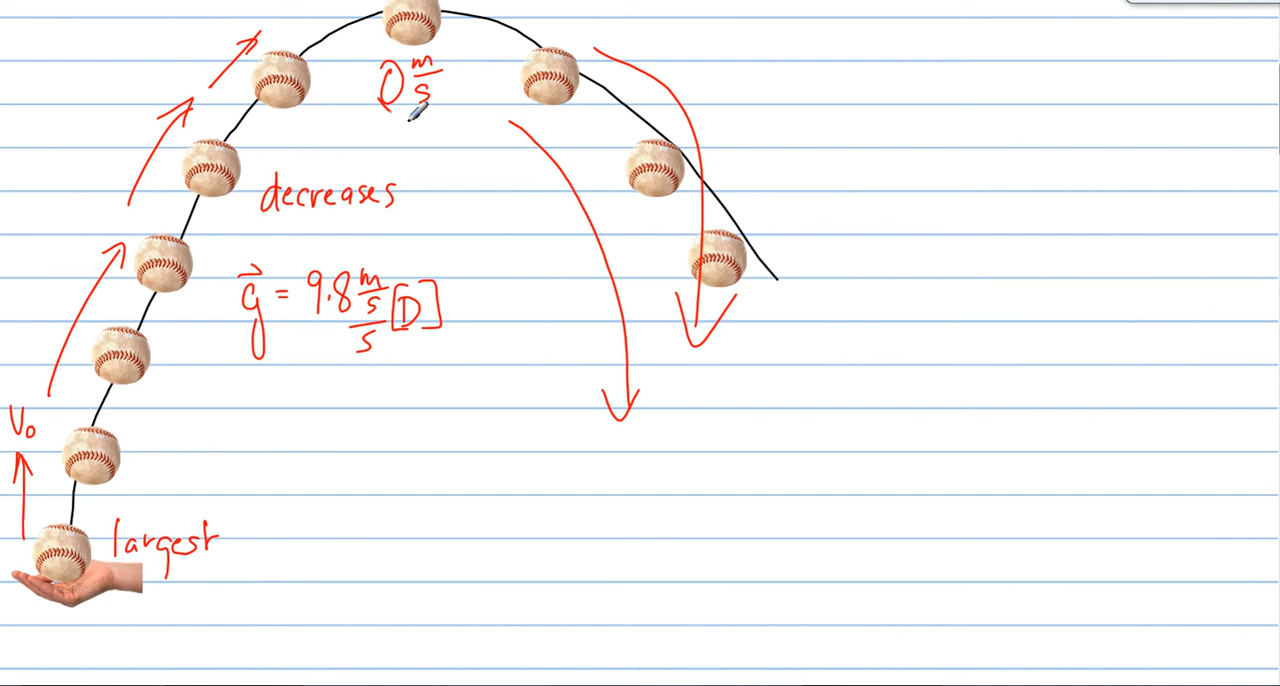 0 m/s
decreases
g⃗ = 9.8 m/s/s [D]
V₀
largest